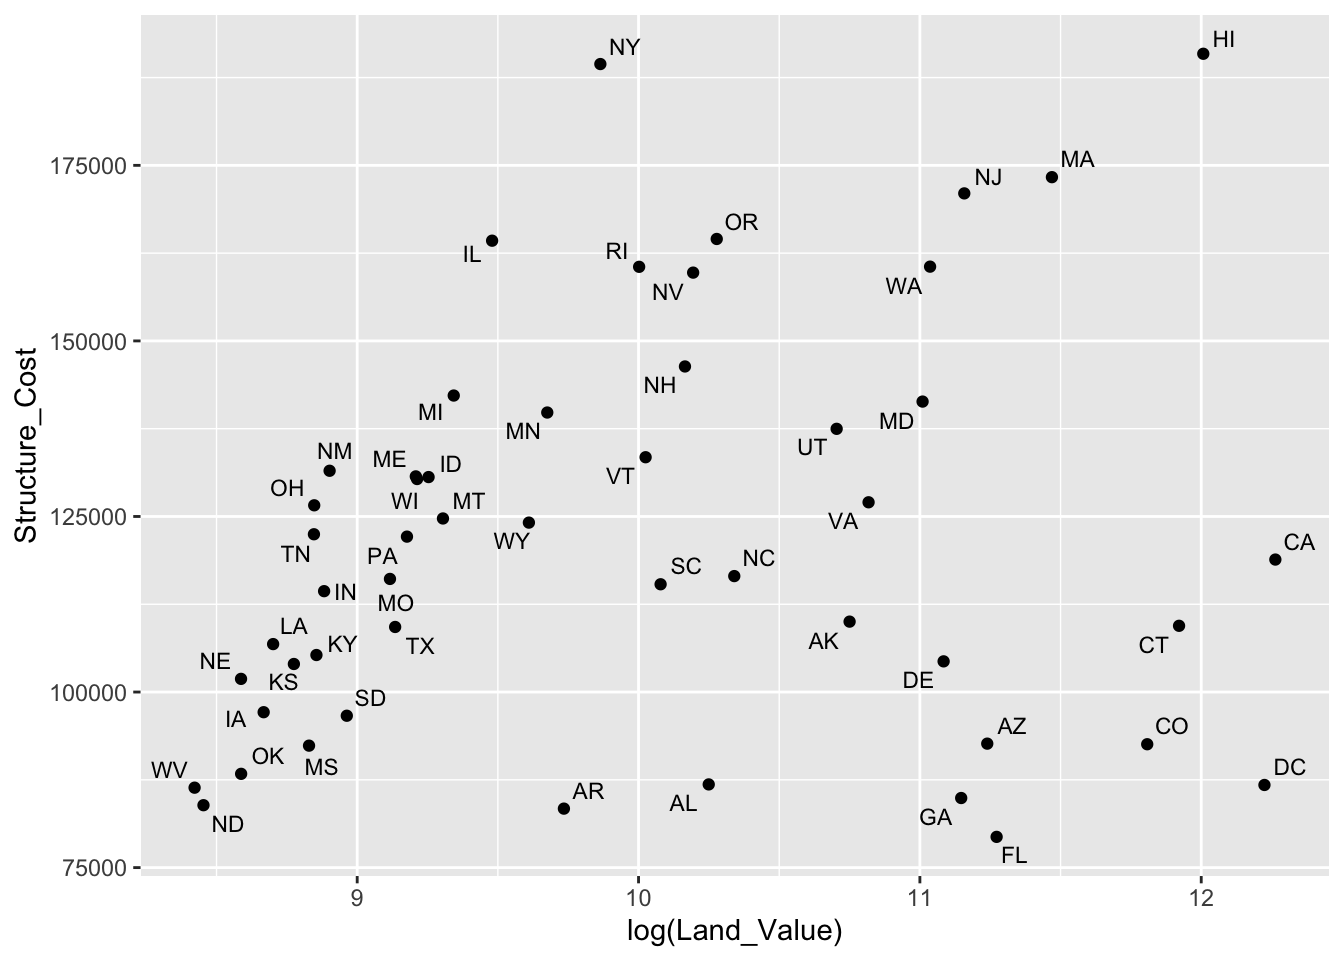 NY
HI
MA
175000
NJ
OR
RI
IL
NV
WA
150000
NH
MI
MD
MN
UT
NM
ME
ID
VT
OH
WI
MT
125000
VA
WY
TN
CA
PA
SC
NC
IN
MO
LA
AK
KY
TX
CT
NE
KS
DE
100000
SD
IA
AZ
CO
OK
MS
WV
DC
AR
AL
GA
ND
FL
75000
Structure_Cost
9
10
11
12
log(Land_Value)